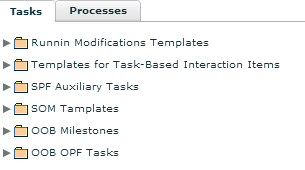 Tasks Processes
Runnin Modifications Templates
Templates for Task-Based Interaction Items
SPF Auxiliary Tasks
SOM Tamplates
OOB Milestones
OOB OPF Tasks